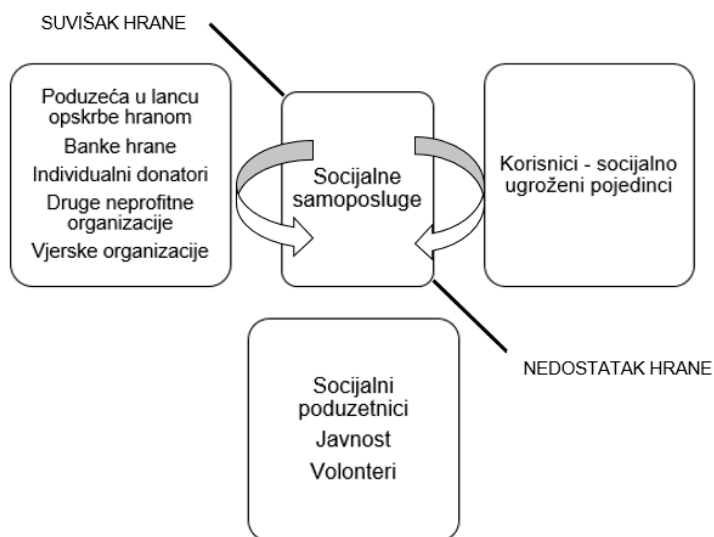 SUVIŠAK HRANE
Poduzeća u lancu
opskrbe hranom
Banke hrane
Individualni donatori
Druge neprofitne
organizacije
Vjerske organizacije
Socijalne
samoposluge
Korisnici - socijalno
ugroženi pojedinci
NEDOSTATAK HRANE
Socijalni
poduzetnici
Javnost
Volonteri